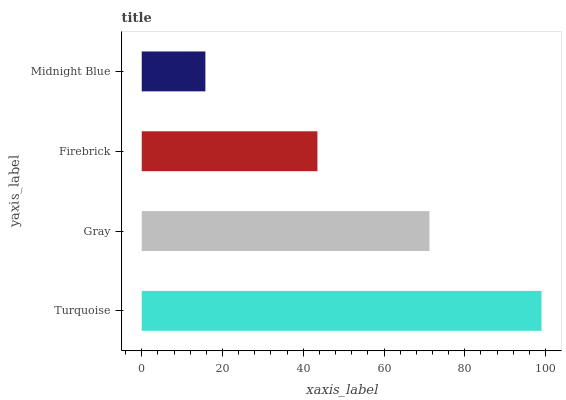 title
Midnight Blue
Firebrick
Gray
Turquoise
yaxis_label
0 20 40 60 80 100
xaxis_label